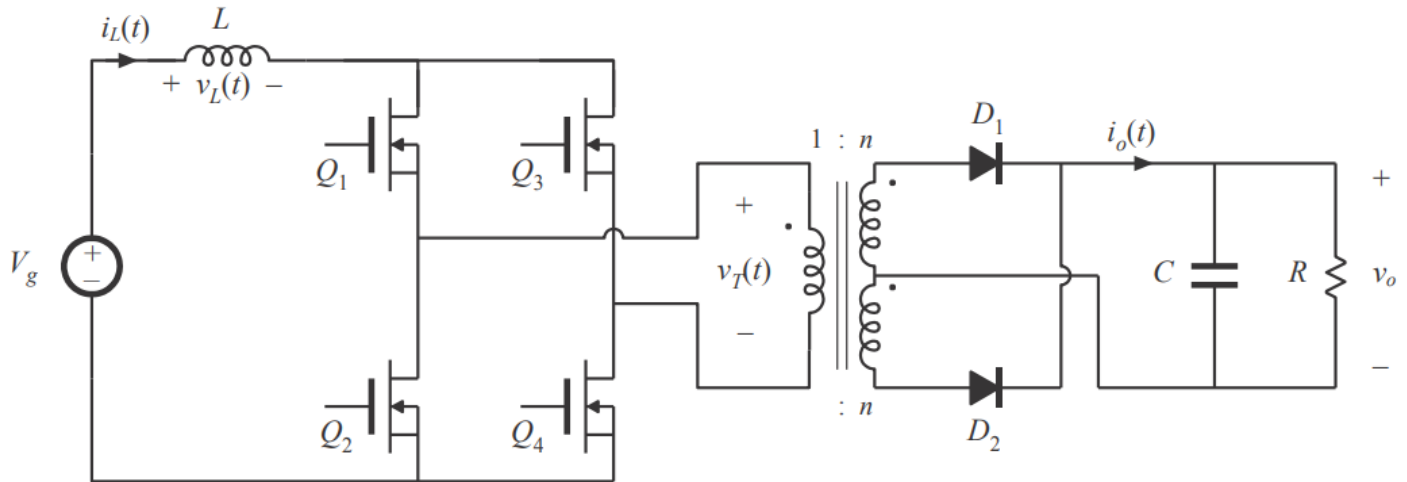 i_L(t)
L
+ v_L(t) −
Q_1
Q_3
1 : n
D_1
i_o(t)
+
V_g
+
−
+
v_T(t)
−
C
R
v_o
Q_2
Q_4
: n
D_2
−